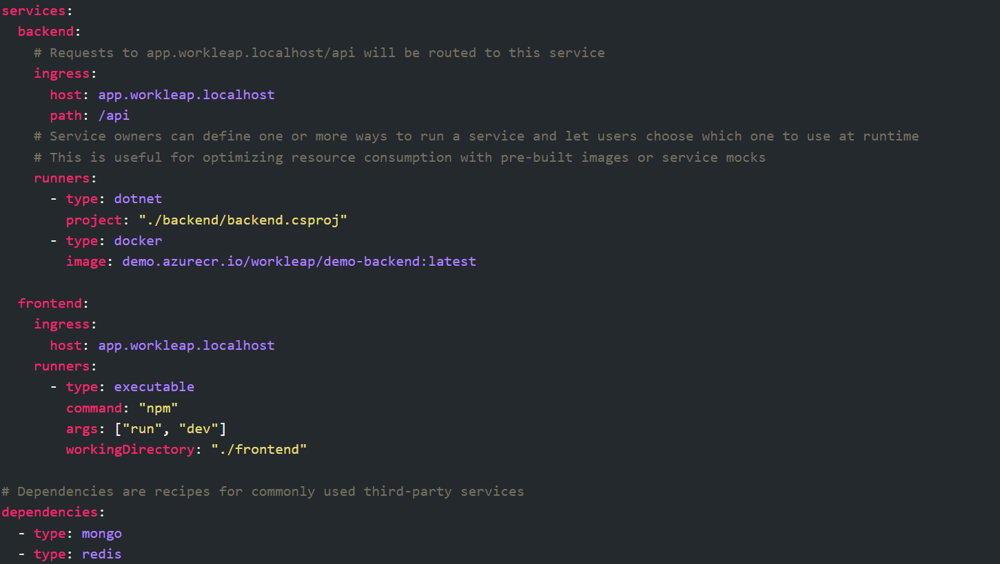 services:
  backend:
    # Requests to app.workleap.localhost/api will be routed to this service
    ingress:
      host: app.workleap.localhost
      path: /api
    # Service owners can define one or more ways to run a service and let users choose which one to use at runtime
    # This is useful for optimizing resource consumption with pre-built images or service mocks
    runners:
      - type: dotnet
        project: "./backend/backend.csproj"
      - type: docker
        image: demo.azurecr.io/workleap/demo-backend:latest

  frontend:
    ingress:
      host: app.workleap.localhost
    runners:
      - type: executable
        command: "npm"
        args: ["run", "dev"]
        workingDirectory: "./frontend"

# Dependencies are recipes for commonly used third-party services
dependencies:
  - type: mongo
  - type: redis